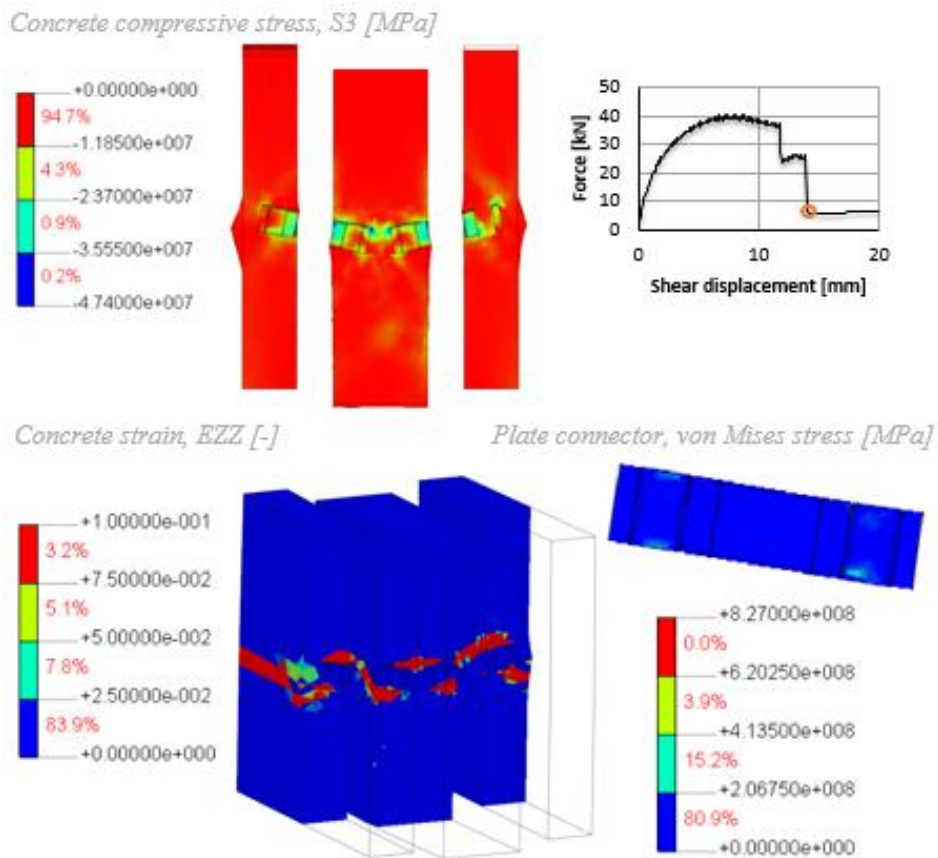 Concrete compressive stress, S3 [MPa]
+0.00000e+000
94.7%
-1.18500e+007
4.3%
-2.37000e+007
0.9%
-3.55500e+007
0.2%
-4.74000e+007
50
40
30
20
10
0
Force [kN]
0 10 20
Shear displacement [mm]
Concrete strain, EZZ [-]
+1.00000e-001
3.2%
+7.50000e-002
5.1%
+5.00000e-002
7.8%
+2.50000e-002
83.9%
+0.00000e+000
Plate connector, von Mises stress [MPa]
+8.27000e+008
0.0%
+6.20250e+008
3.9%
+4.13500e+008
15.2%
+2.06750e+008
80.9%
+0.00000e+000